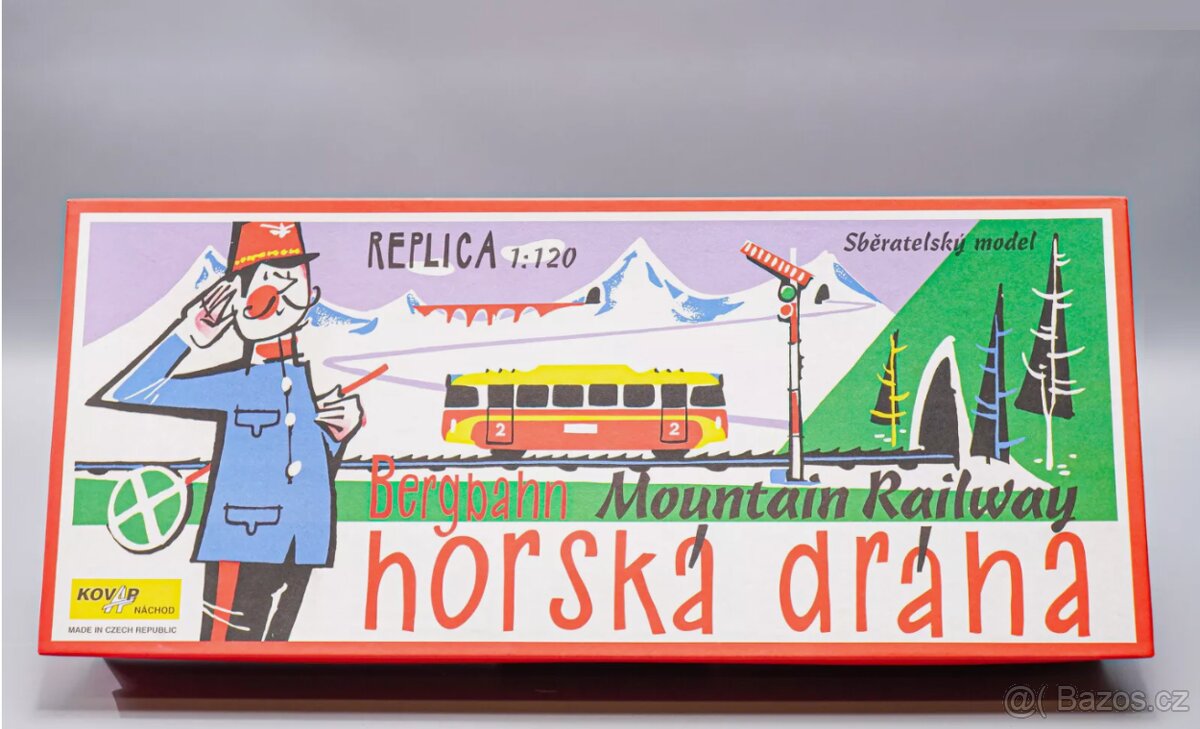 REPLICA 1:120
Sběratelský model
2
2
Bergbahn Mountain Railway
horská dráha
KOVAP
NÁCHOD
MADE IN CZECH REPUBLIC
@( Bazos.cz